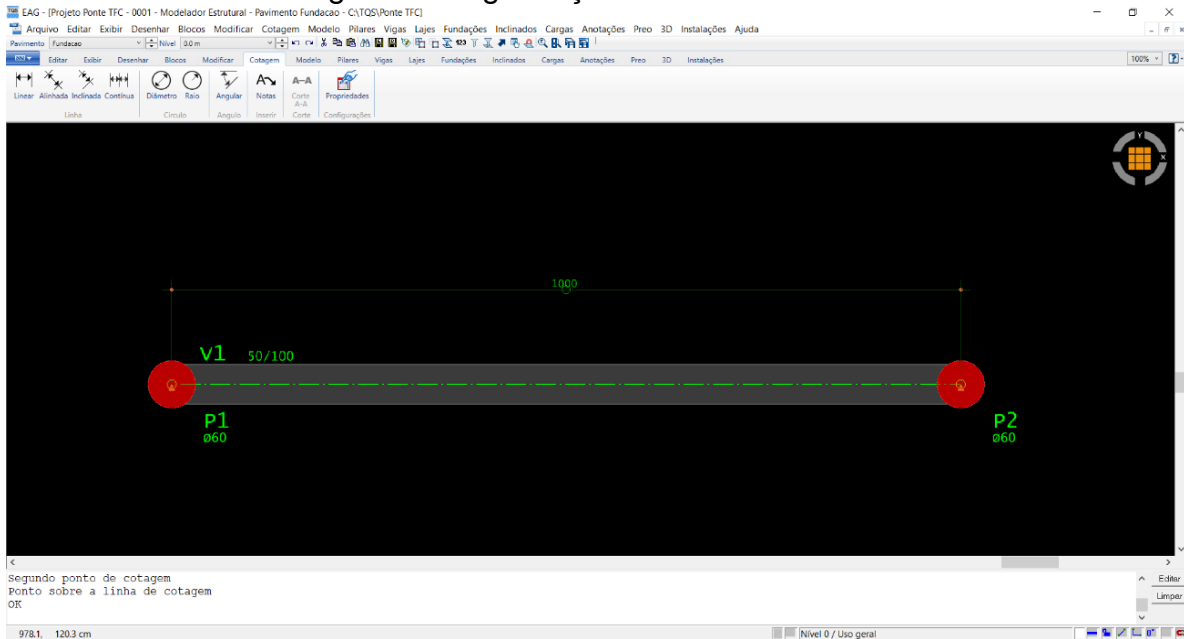 EAG - [Projeto Ponte TFC - 0001 - Modelador Estrutural - Pavimento Fundacao - C:\TQS\Ponte TFC]
Arquivo Editar Exibir Desenhar Blocos Modificar Cotagem Modelo Pilares Vigas Lajes Fundações Inclinados Cargas Anotações Preo 3D Instalações Ajuda
Pavimento Fundacao Nível 3.0 m
Editar Exibir Desenhar Blocos Modificar Cotagem Modelo Pilares Vigas Lajes Fundações Inclinados Cargas Anotações Preo 3D Instalações 100%
Linear Alinhada Inclinada Contínua Diâmetro Raio Angular Notas Corte A-A Propriedades
Linha Círculo Angulo Inserir Corte Configurações
Y
X
1000
V1 50/100
P1
ø60
P2
ø60
Segundo ponto de cotagem
Ponto sobre a linha de cotagem
OK
Editar
Limpar
978.1, 120.3 cm
Nível 0 / Uso geral